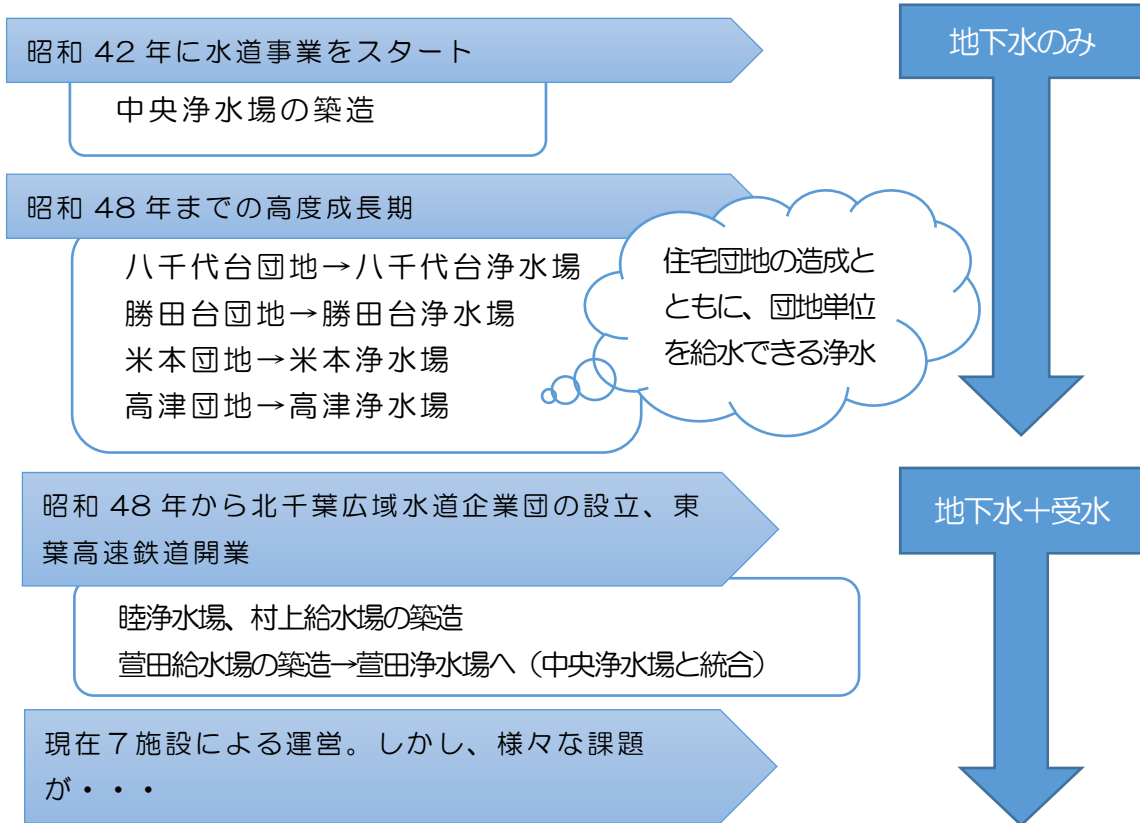 昭和 42 年に水道事業をスタート
地下水のみ
中央浄水場の築造
昭和 48 年までの高度成長期
八千代台団地→八千代台浄水場
勝田台団地→勝田台浄水場
米本団地→米本浄水場
高津団地→高津浄水場
住宅団地の造成と
ともに、団地単位
を給水できる浄水
昭和 48 年から北千葉広域水道企業団の設立、東
葉高速鉄道開業
地下水＋受水
睦浄水場、村上給水場の築造
萱田給水場の築造→萱田浄水場へ（中央浄水場と統合）
現在７施設による運営。しかし、様々な課題
が・・・